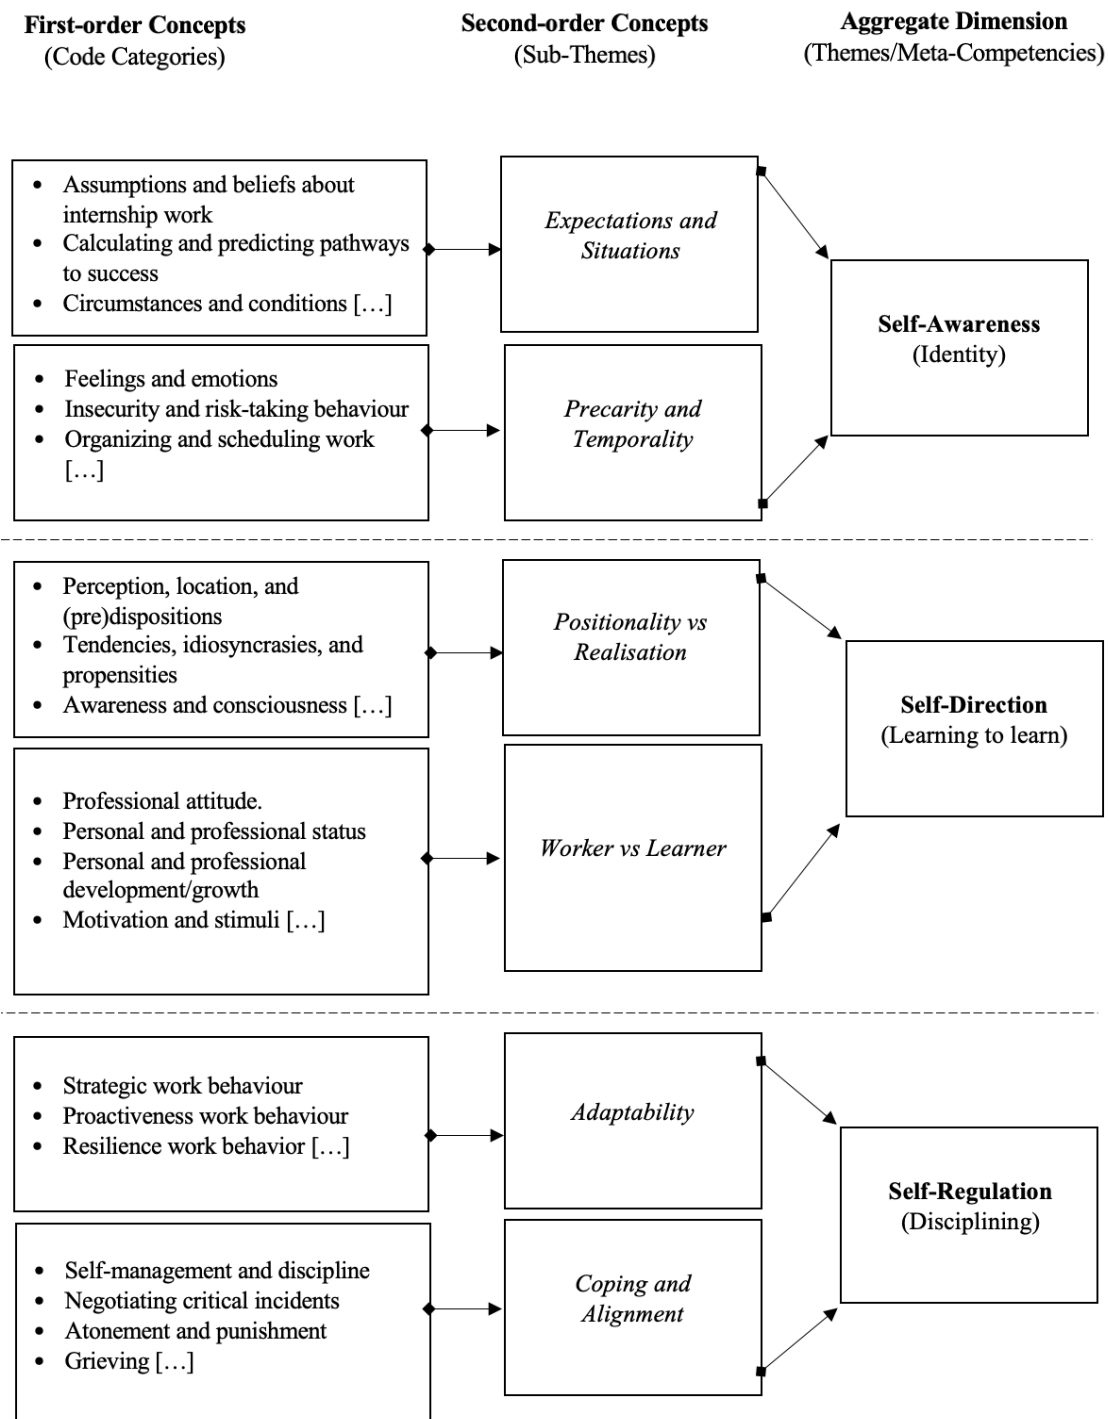 First-order Concepts
(Code Categories)
Second-order Concepts
(Sub-Themes)
Aggregate Dimension
(Themes/Meta-Competencies)
• Assumptions and beliefs about
internship work
• Calculating and predicting pathways
to success
• Circumstances and conditions […]
Expectations and
Situations
Self-Awareness
(Identity)
• Feelings and emotions
• Insecurity and risk-taking behaviour
• Organizing and scheduling work
[…]
Precarity and
Temporality
• Perception, location, and
(pre)dispositions
• Tendencies, idiosyncrasies, and
propensities
• Awareness and consciousness […]
Positionality vs
Realisation
Self-Direction
(Learning to learn)
• Professional attitude.
• Personal and professional status
• Personal and professional
development/growth
• Motivation and stimuli […]
Worker vs Learner
• Strategic work behaviour
• Proactiveness work behaviour
• Resilience work behavior […]
Adaptability
Self-Regulation
(Disciplining)
• Self-management and discipline
• Negotiating critical incidents
• Atonement and punishment
• Grieving […]
Coping and
Alignment